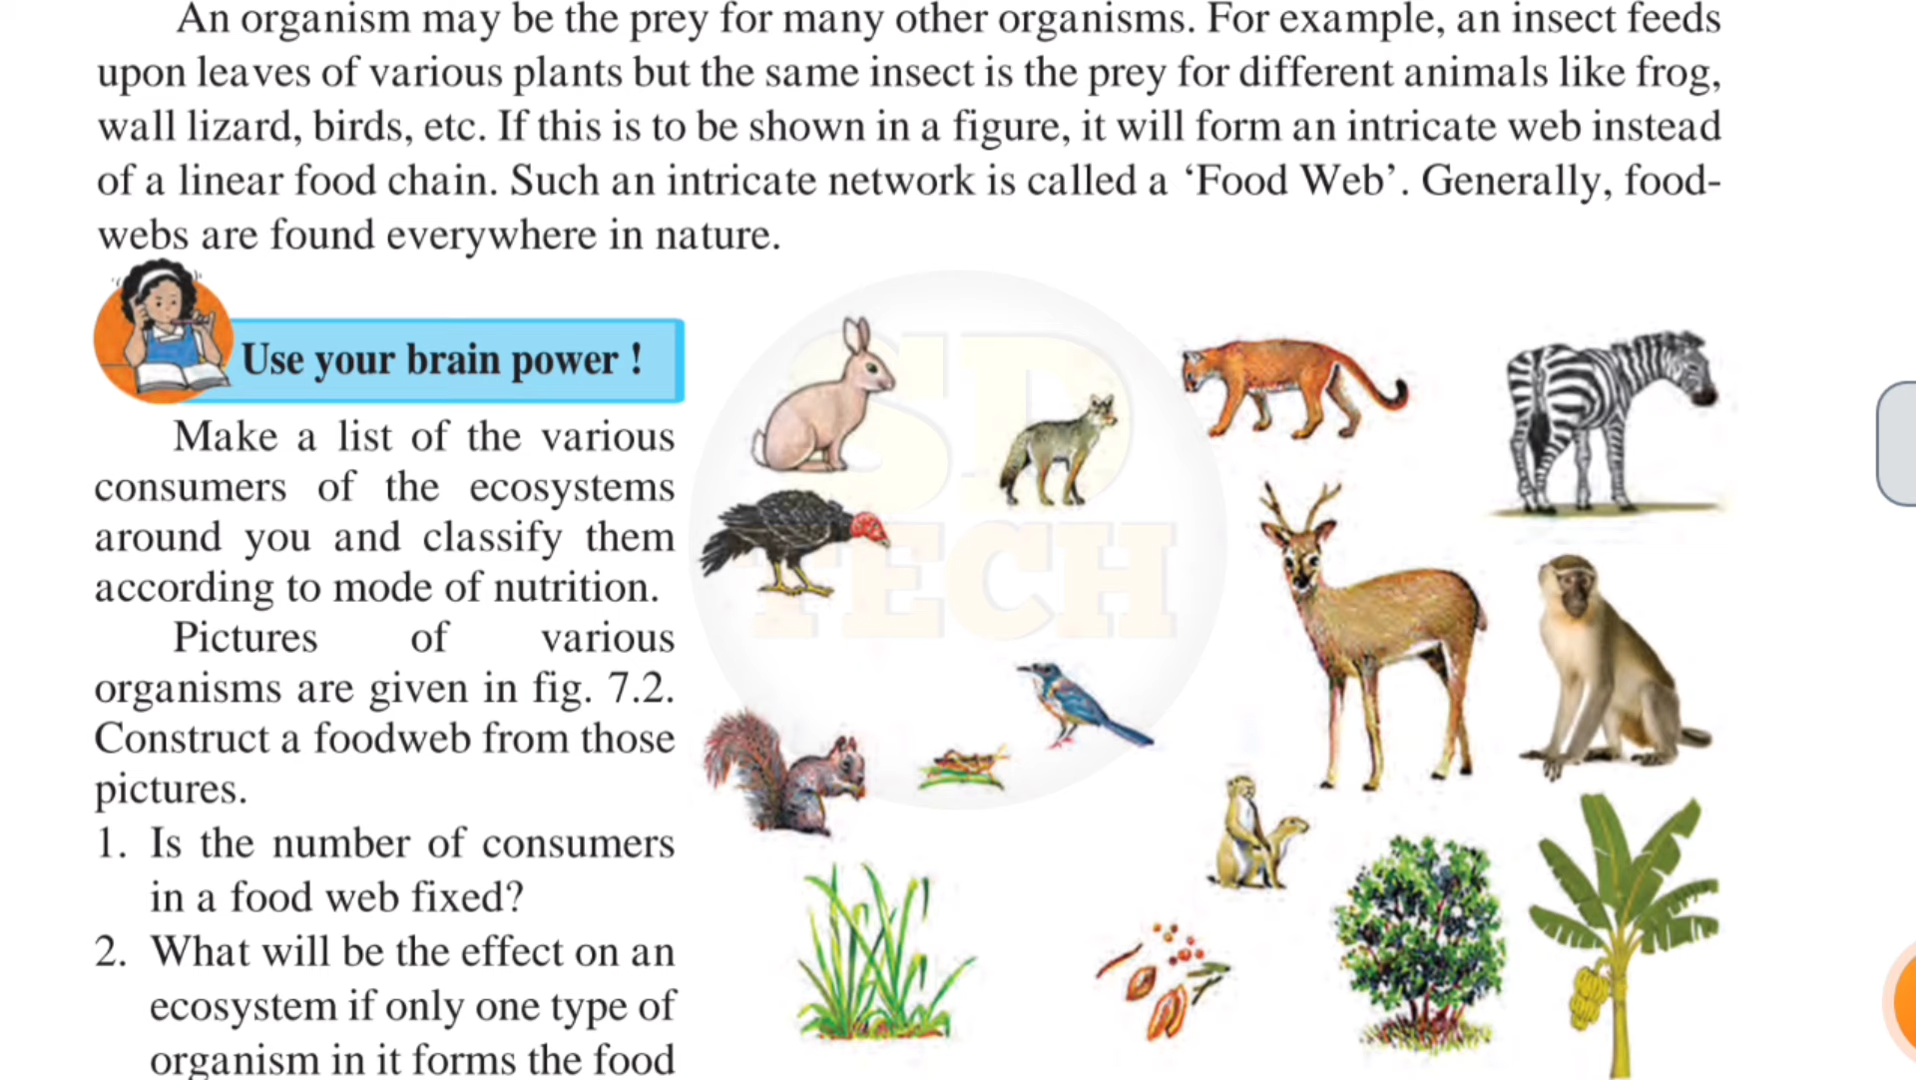 An organism may be the prey for many other organisms. For example, an insect feeds
upon leaves of various plants but the same insect is the prey for different animals like frog,
wall lizard, birds, etc. If this is to be shown in a figure, it will form an intricate web instead
of a linear food chain. Such an intricate network is called a ‘Food Web’. Generally, food-
webs are found everywhere in nature.
Use your brain power !
Make a list of the various
consumers of the ecosystems
around you and classify them
according to mode of nutrition.
Pictures of various
organisms are given in fig. 7.2.
Construct a foodweb from those
pictures.
1. Is the number of consumers
in a food web fixed?
2. What will be the effect on an
ecosystem if only one type of
organism in it forms the food
SD
TECH